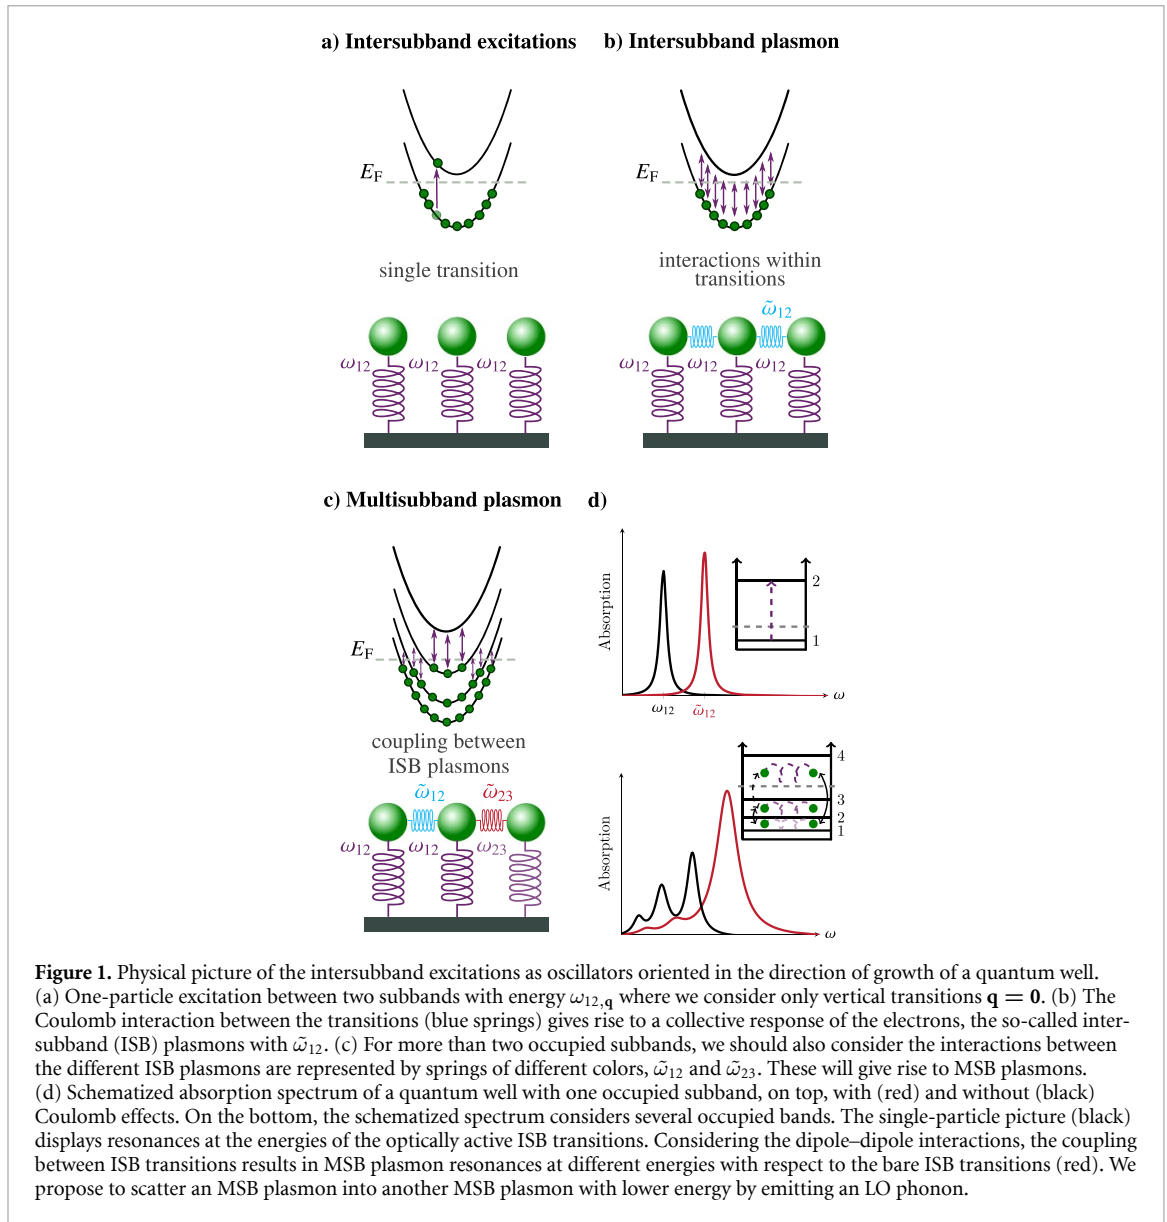 a) Intersubband excitations
b) Intersubband plasmon
E_F
E_F
single transition
interactions within
transitions
ω̃₁₂
ω₁₂ ω₁₂ ω₁₂
ω₁₂ ω₁₂ ω₁₂
c) Multisubband plasmon
d)
E_F
coupling between
ISB plasmons
ω̃₁₂ ω̃₂₃
ω₁₂ ω₁₂ ω₂₃
Absorption
2
1
ω
ω₁₂ ω̃₁₂
Absorption
4
3
2
1
ω
Figure 1. Physical picture of the intersubband excitations as oscillators oriented in the direction of growth of a quantum well.
(a) One-particle excitation between two subbands with energy ω₁₂,𝐪 where we consider only vertical transitions 𝐪 = 𝟎. (b) The
Coulomb interaction between the transitions (blue springs) gives rise to a collective response of the electrons, the so-called inter-
subband (ISB) plasmons with ω̃₁₂. (c) For more than two occupied subbands, we should also consider the interactions between
the different ISB plasmons are represented by springs of different colors, ω̃₁₂ and ω̃₂₃. These will give rise to MSB plasmons.
(d) Schematized absorption spectrum of a quantum well with one occupied subband, on top, with (red) and without (black)
Coulomb effects. On the bottom, the schematized spectrum considers several occupied bands. The single-particle picture (black)
displays resonances at the energies of the optically active ISB transitions. Considering the dipole–dipole interactions, the coupling
between ISB transitions results in MSB plasmon resonances at different energies with respect to the bare ISB transitions (red). We
propose to scatter an MSB plasmon into another MSB plasmon with lower energy by emitting an LO phonon.